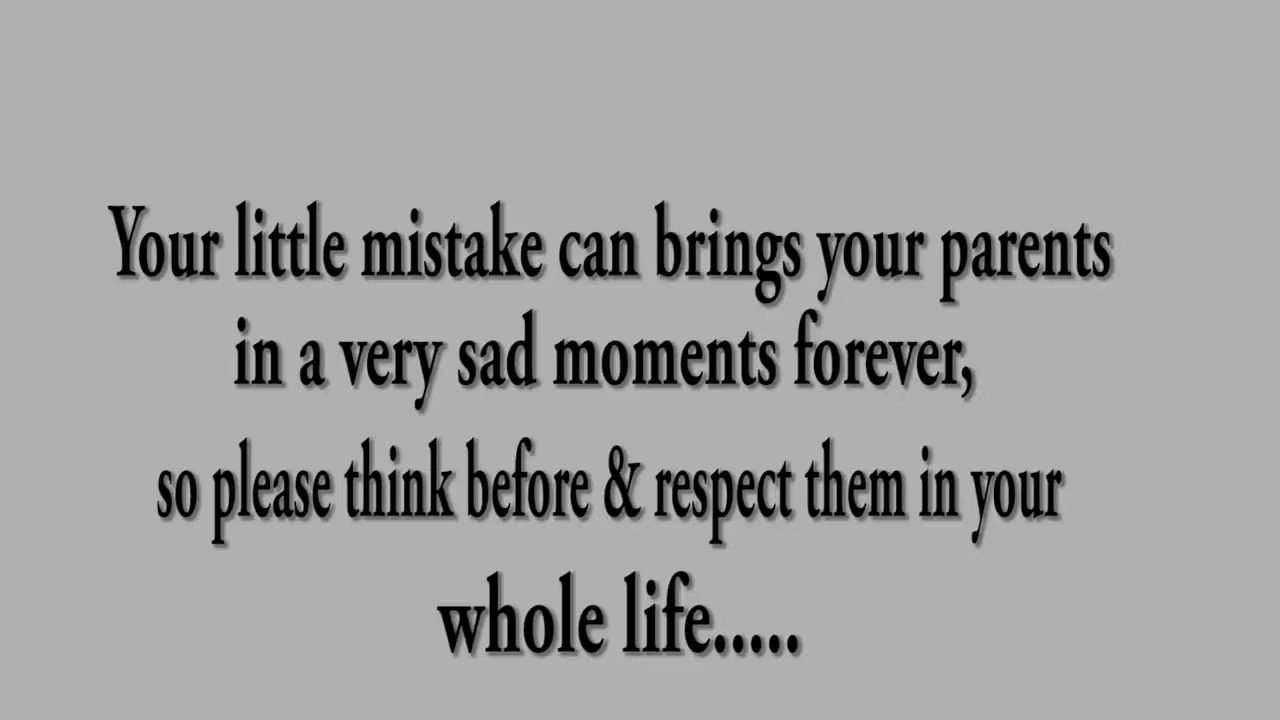 Your little mistake can brings your parents
in a very sad moments forever,
so please think before & respect them in your
whole life.....